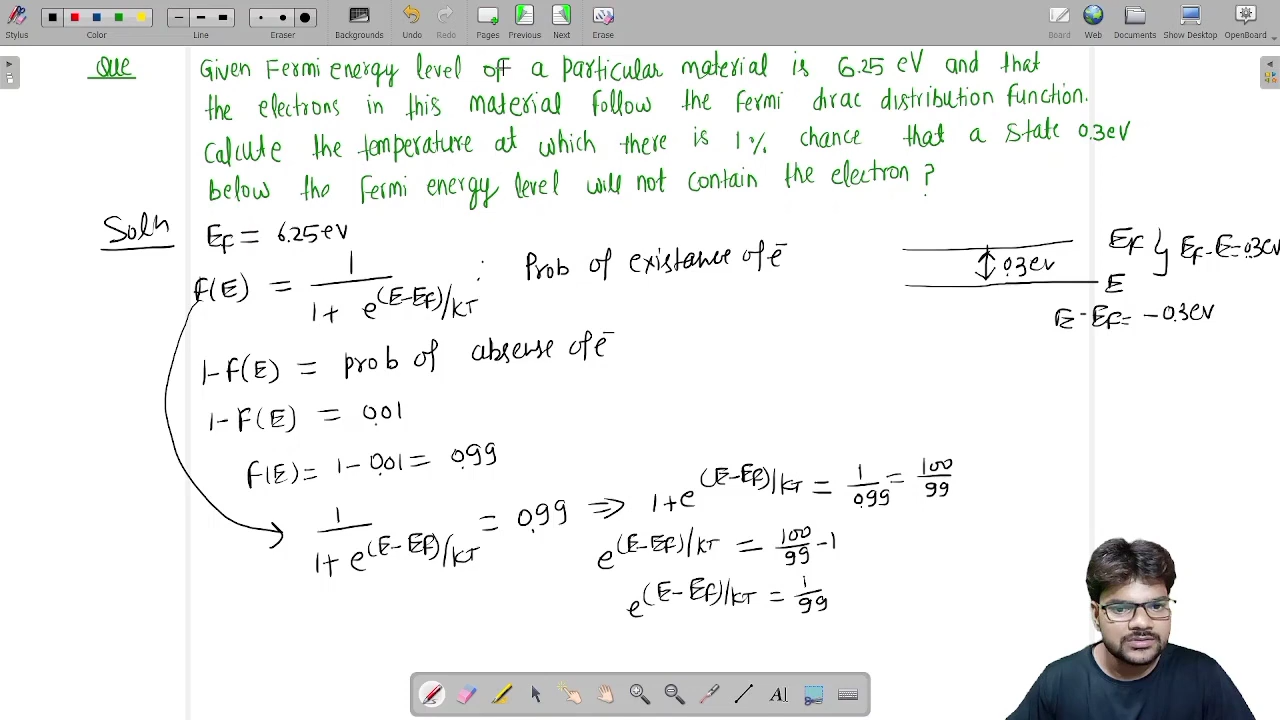 Stylus
Color
Line
Eraser
Backgrounds
Undo
Redo
Pages
Previous
Next
Erase
Board
Web
Documents
Show Desktop
OpenBoard
Que
Given Fermi energy level of a particular material is 6.25 eV and that
the electrons in this material follow the fermi dirac distribution function.
Calcute the temperature at which there is 1% chance that a state 0.3eV
below the Fermi energy level will not contain the electron?
Soln
EF = 6.25eV
f(E) = 1 / 1 + e^(E-EF)/KT : Prob of existance of e-
EF } EF-E=0.3eV
0.3eV
E
E - EF = -0.3eV
1-f(E) = prob of absense of e-
1-F(E) = 0.01
f(E) = 1 - 0.01 = 0.99
1 / 1+ e^(E-EF)/KT = 0.99 ⇒ 1+e^(E-EF)/KT = 1/0.99 = 100/99
e^(E-EF)/KT = 100/99 - 1
e^(E-EF)/KT = 1/99